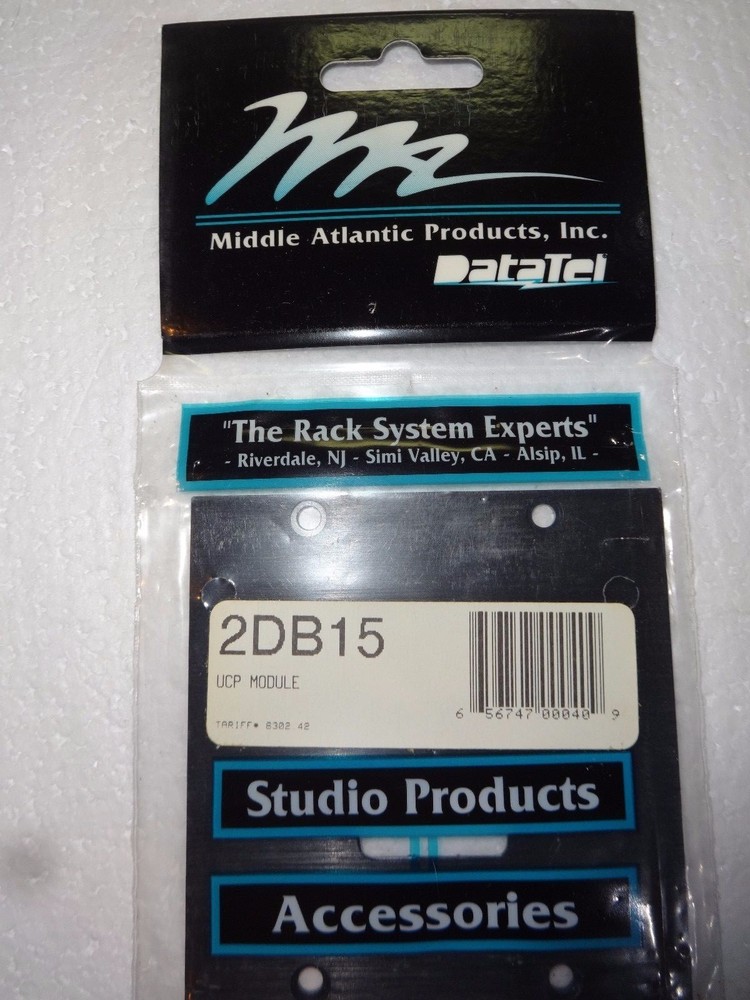 Middle Atlantic Products, Inc.
DataTel
"The Rack System Experts"
- Riverdale, NJ - Simi Valley, CA - Alsip, IL -
2DB15
UCP MODULE
TARIFF# 8302 42
6 56747 00040 9
Studio Products
Accessories